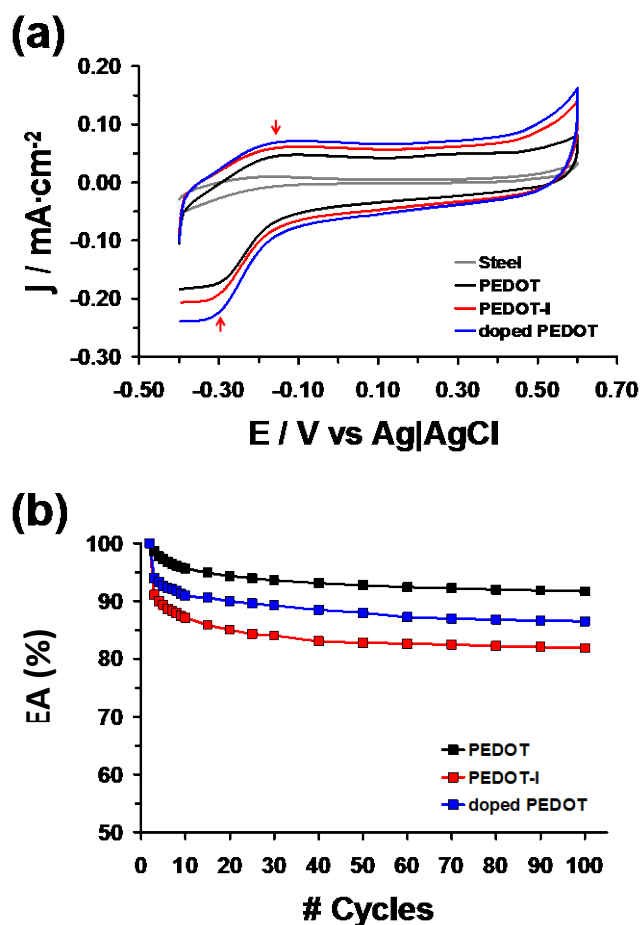 (a)
0.20
0.10
0.00
-0.10
-0.20
-0.30
J / mA·cm-2
Steel
PEDOT
PEDOT-I
doped PEDOT
-0.50 -0.30 -0.10 0.10 0.30 0.50 0.70
E / V vs Ag|AgCl
(b)
100
90
80
70
60
50
EA (%)
PEDOT
PEDOT-I
doped PEDOT
0 10 20 30 40 50 60 70 80 90 100
# Cycles